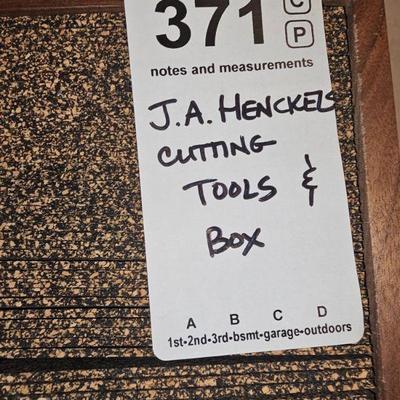 371 C
P
notes and measurements
J.A. HENCKELS
CUTTING
TOOLS &
BOX
A B C D
1st-2nd-3rd-bsmt-garage-outdoors